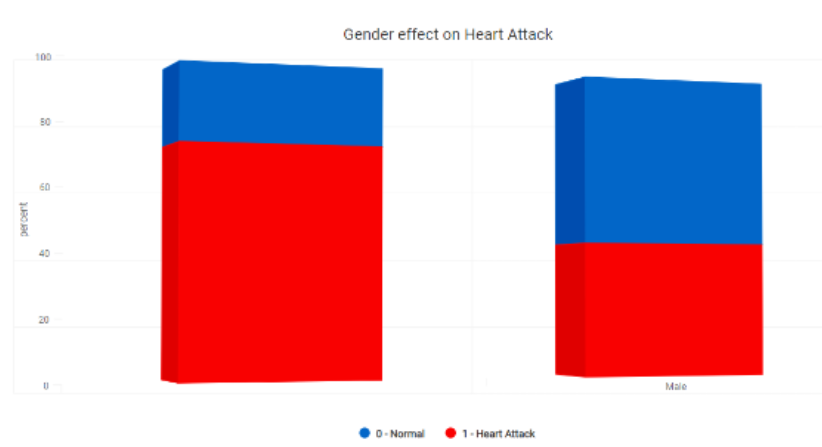 Gender effect on Heart Attack
100
80
60
40
20
0
percent
Male
0 - Normal
1 - Heart Attack